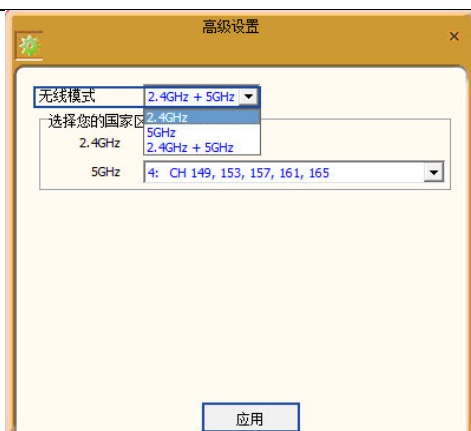 高级设置
×
无线模式 2.4GHz + 5GHz
选择您的国家区
2.4GHz
2.4GHz
5GHz
2.4GHz + 5GHz
5GHz 4: CH 149, 153, 157, 161, 165
应用